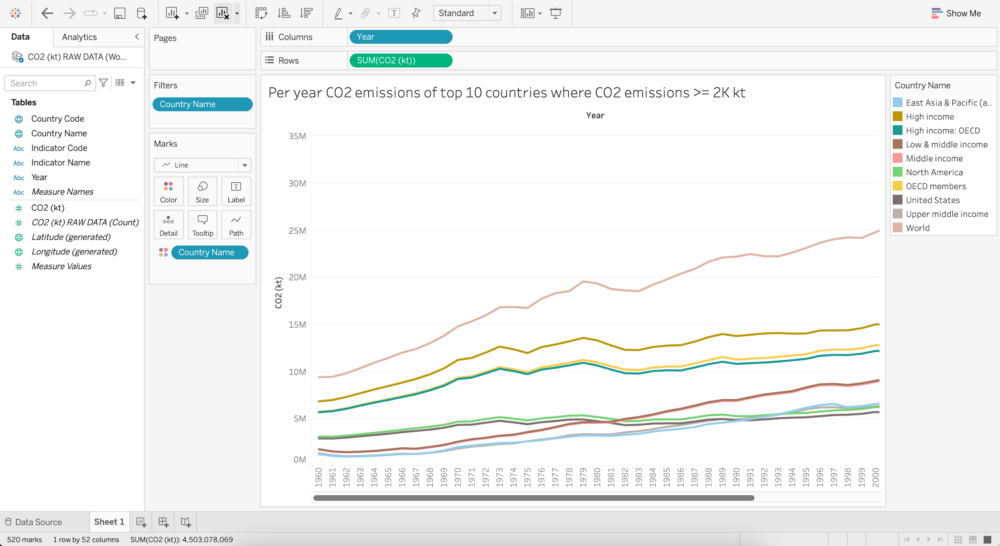 Standard
Show Me
Data
Analytics
CO2 (kt) RAW DATA (Wo...
Search
Tables
Country Code
Country Name
Abc Indicator Code
Abc Indicator Name
Abc Year
Abc Measure Names
CO2 (kt)
CO2 (kt) RAW DATA (Count)
Latitude (generated)
Longitude (generated)
Measure Values
Pages
Filters
Country Name
Marks
Line
Color
Size
T
Label
Detail
Tooltip
Path
Country Name
Columns
Year
Rows
SUM(CO2 (kt))
Per year CO2 emissions of top 10 countries where CO2 emissions >= 2K kt
Year
CO2 (kt)
35M
30M
25M
20M
15M
10M
5M
0M
1960
1961
1962
1963
1964
1965
1966
1967
1968
1969
1970
1971
1972
1973
1974
1975
1976
1977
1978
1979
1980
1981
1982
1983
1984
1985
1986
1987
1988
1989
1990
1991
1992
1993
1994
1995
1996
1997
1998
1999
2000
Country Name
East Asia & Pacific (a..
High income
High income: OECD
Low & middle income
Middle income
North America
OECD members
United States
Upper middle income
World
Data Source
Sheet 1
520 marks
1 row by 52 columns
SUM(CO2 (kt)): 4,503,078,069